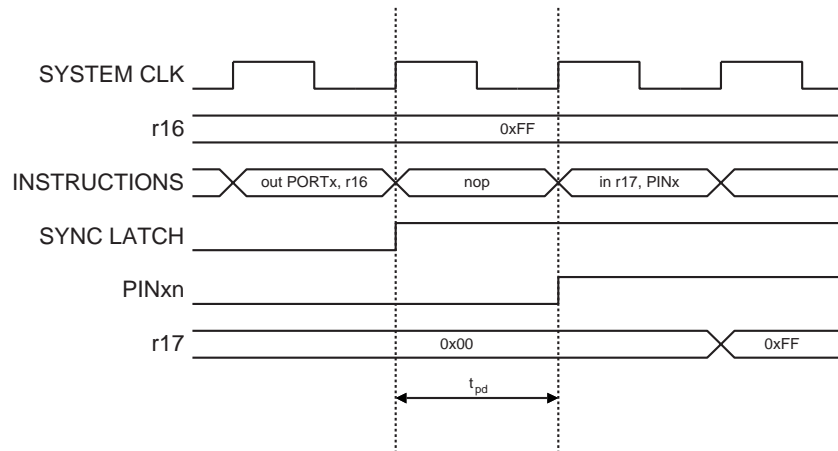 SYSTEM CLK
r16
0xFF
INSTRUCTIONS
out PORTx, r16
nop
in r17, PINx
SYNC LATCH
PINxn
r17
0x00
0xFF
tpd